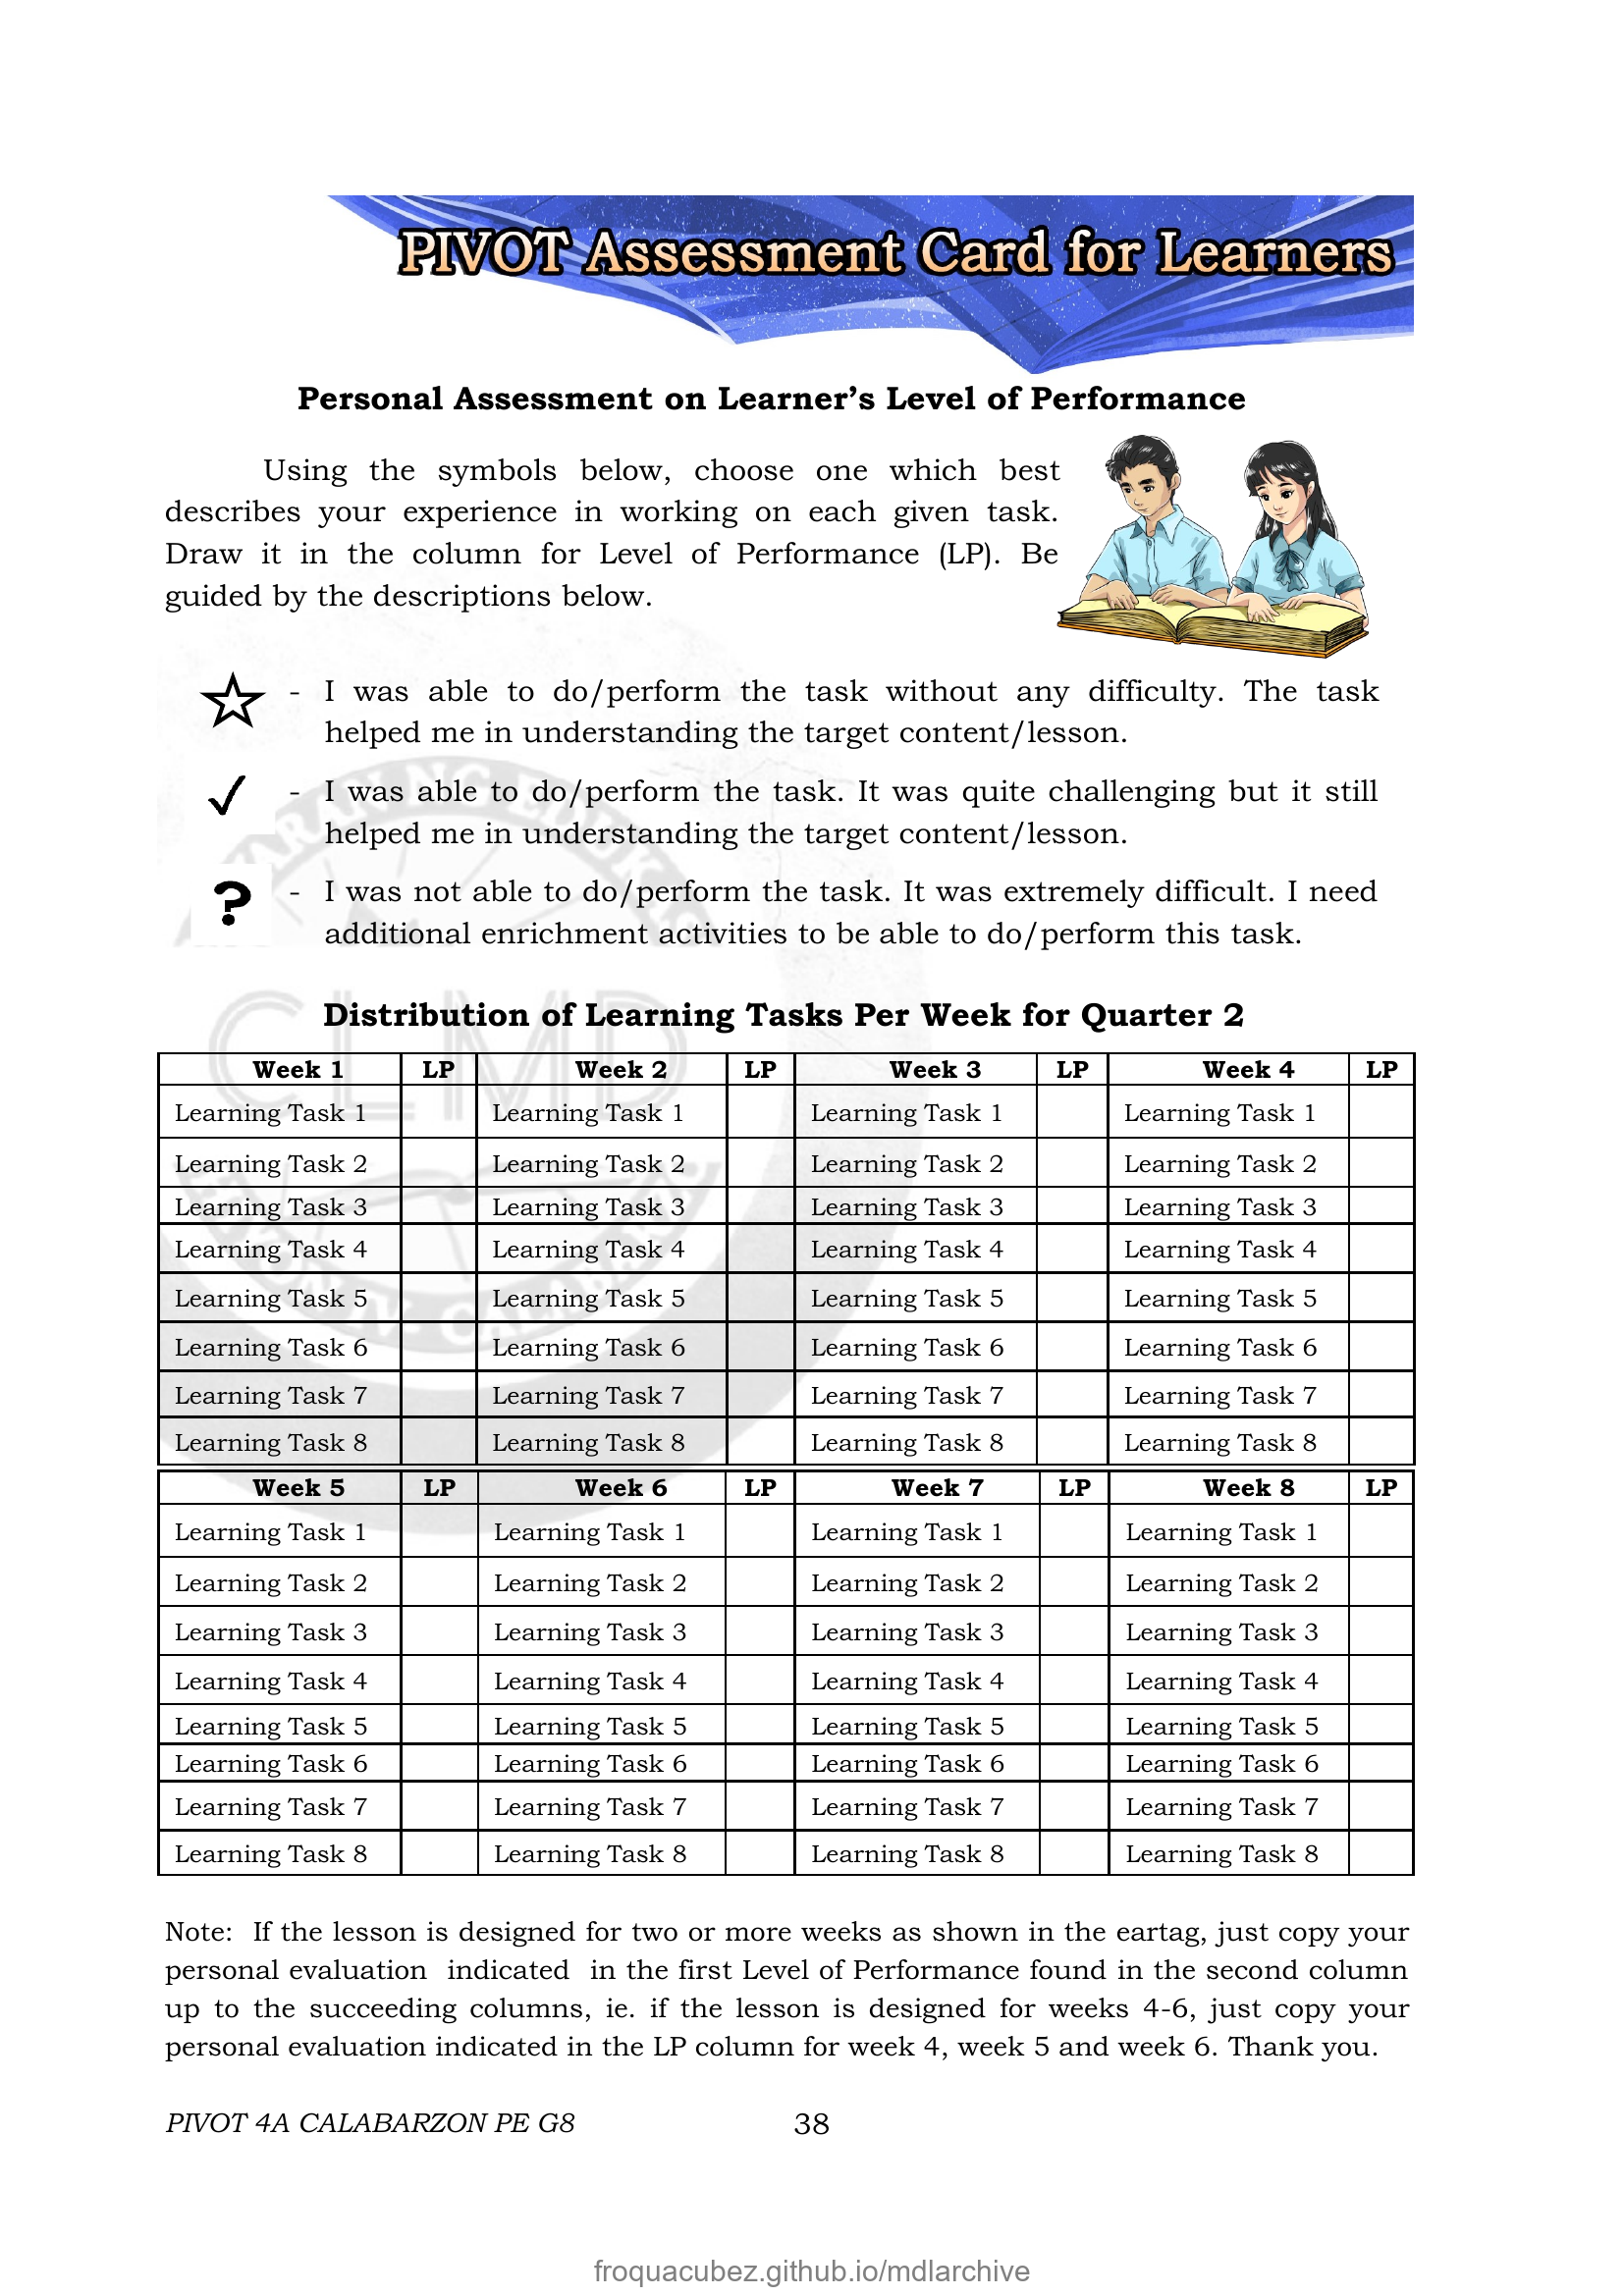 PIVOT Assessment Card for Learners
Personal Assessment on Learner’s Level of Performance
Using the symbols below, choose one which best
describes your experience in working on each given task.
Draw it in the column for Level of Performance (LP). Be
guided by the descriptions below.
☆ - I was able to do/perform the task without any difficulty. The task
helped me in understanding the target content/lesson.
✓ - I was able to do/perform the task. It was quite challenging but it still
helped me in understanding the target content/lesson.
? - I was not able to do/perform the task. It was extremely difficult. I need
additional enrichment activities to be able to do/perform this task.
CLMD
Distribution of Learning Tasks Per Week for Quarter 2
Week 1 LP Week 2 LP Week 3 LP Week 4 LP
Learning Task 1 Learning Task 1 Learning Task 1 Learning Task 1
Learning Task 2 Learning Task 2 Learning Task 2 Learning Task 2
Learning Task 3 Learning Task 3 Learning Task 3 Learning Task 3
Learning Task 4 Learning Task 4 Learning Task 4 Learning Task 4
Learning Task 5 Learning Task 5 Learning Task 5 Learning Task 5
Learning Task 6 Learning Task 6 Learning Task 6 Learning Task 6
Learning Task 7 Learning Task 7 Learning Task 7 Learning Task 7
Learning Task 8 Learning Task 8 Learning Task 8 Learning Task 8
Week 5 LP Week 6 LP Week 7 LP Week 8 LP
Learning Task 1 Learning Task 1 Learning Task 1 Learning Task 1
Learning Task 2 Learning Task 2 Learning Task 2 Learning Task 2
Learning Task 3 Learning Task 3 Learning Task 3 Learning Task 3
Learning Task 4 Learning Task 4 Learning Task 4 Learning Task 4
Learning Task 5 Learning Task 5 Learning Task 5 Learning Task 5
Learning Task 6 Learning Task 6 Learning Task 6 Learning Task 6
Learning Task 7 Learning Task 7 Learning Task 7 Learning Task 7
Learning Task 8 Learning Task 8 Learning Task 8 Learning Task 8
Note: If the lesson is designed for two or more weeks as shown in the eartag, just copy your
personal evaluation indicated in the first Level of Performance found in the second column
up to the succeeding columns, ie. if the lesson is designed for weeks 4-6, just copy your
personal evaluation indicated in the LP column for week 4, week 5 and week 6. Thank you.
PIVOT 4A CALABARZON PE G8 38
froquacubez.github.io/mdlarchive